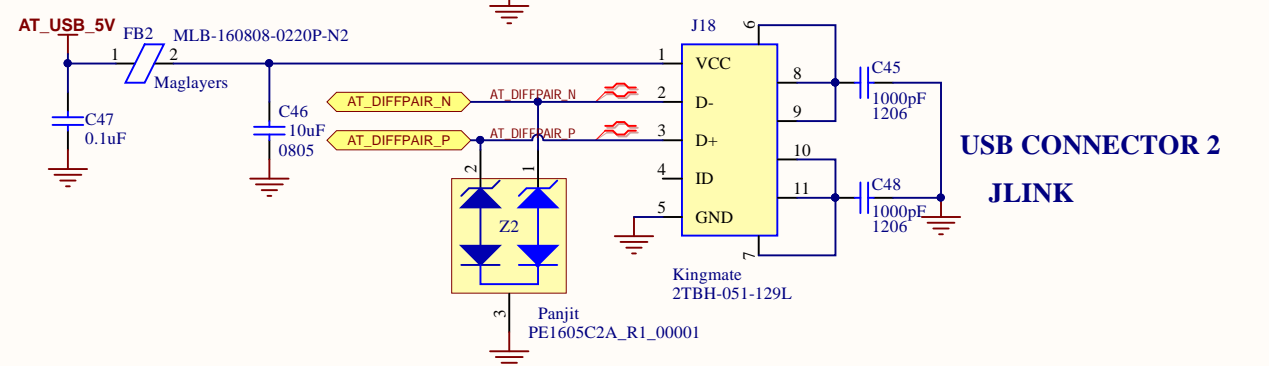 AT_USB_5V
FB2
MLB-160808-0220P-N2
1
2
Maglayers
C47
0.1uF
C46
10uF
0805
AT_DIFFPAIR_N
AT_DIFFPAIR_N
AT_DIFFPAIR_P
AT_DIFFPAIR_P
2
1
Z2
3
Panjit
PE1605C2A_R1_00001
J18
1
VCC
2
D-
3
D+
4
ID
5
GND
6
8
9
10
11
7
Kingmate
2TBH-051-129L
C45
1000pF
1206
C48
1000pF
1206
USB CONNECTOR 2
JLINK